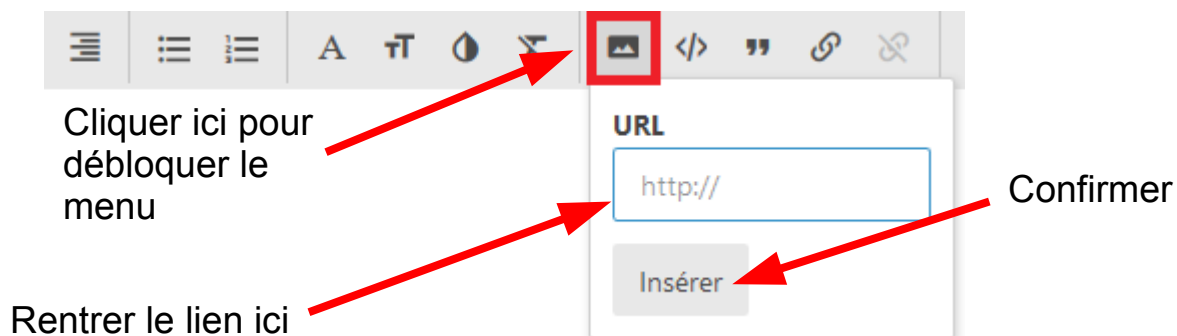 Cliquer ici pour
débloquer le
menu
URL
http://
Confirmer
Insérer
Rentrer le lien ici